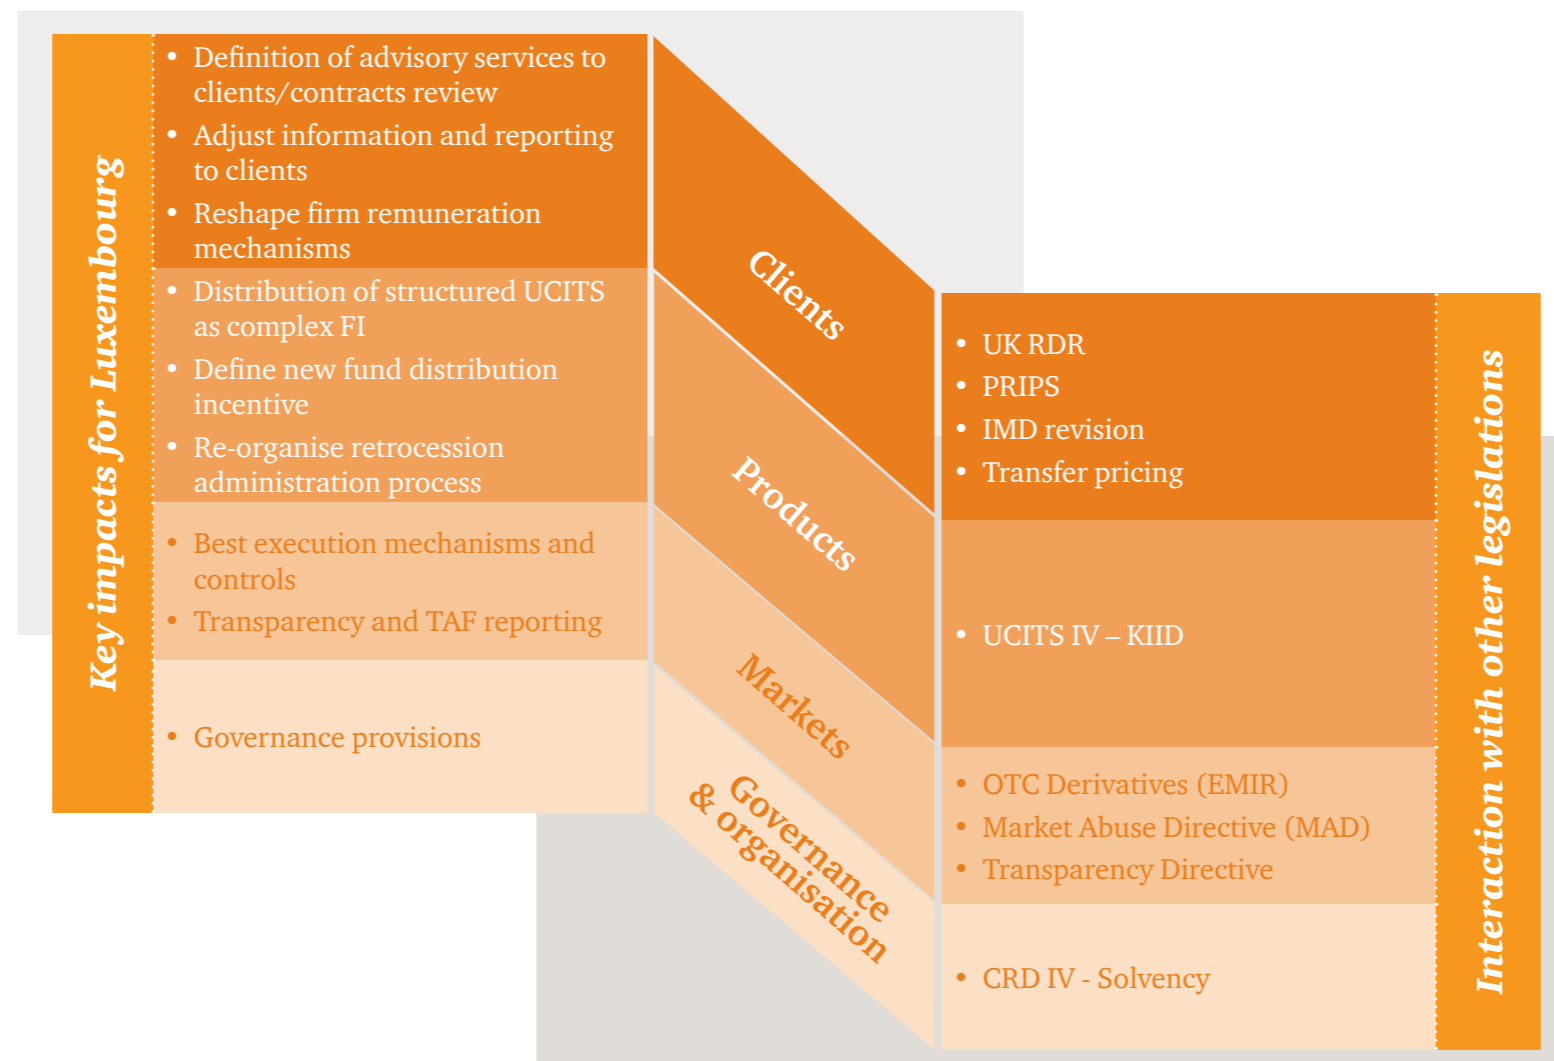 Key impacts for Luxembourg
• Definition of advisory services to
clients/contracts review
• Adjust information and reporting
to clients
• Reshape firm remuneration
mechanisms
• Distribution of structured UCITS
as complex FI
• Define new fund distribution
incentive
• Re-organise retrocession
administration process
• Best execution mechanisms and
controls
• Transparency and TAF reporting
• Governance provisions
Clients
Products
Markets
Governance
& organisation
• UK RDR
• PRIPS
• IMD revision
• Transfer pricing
• UCITS IV – KIID
• OTC Derivatives (EMIR)
• Market Abuse Directive (MAD)
• Transparency Directive
• CRD IV - Solvency
Interaction with other legislations